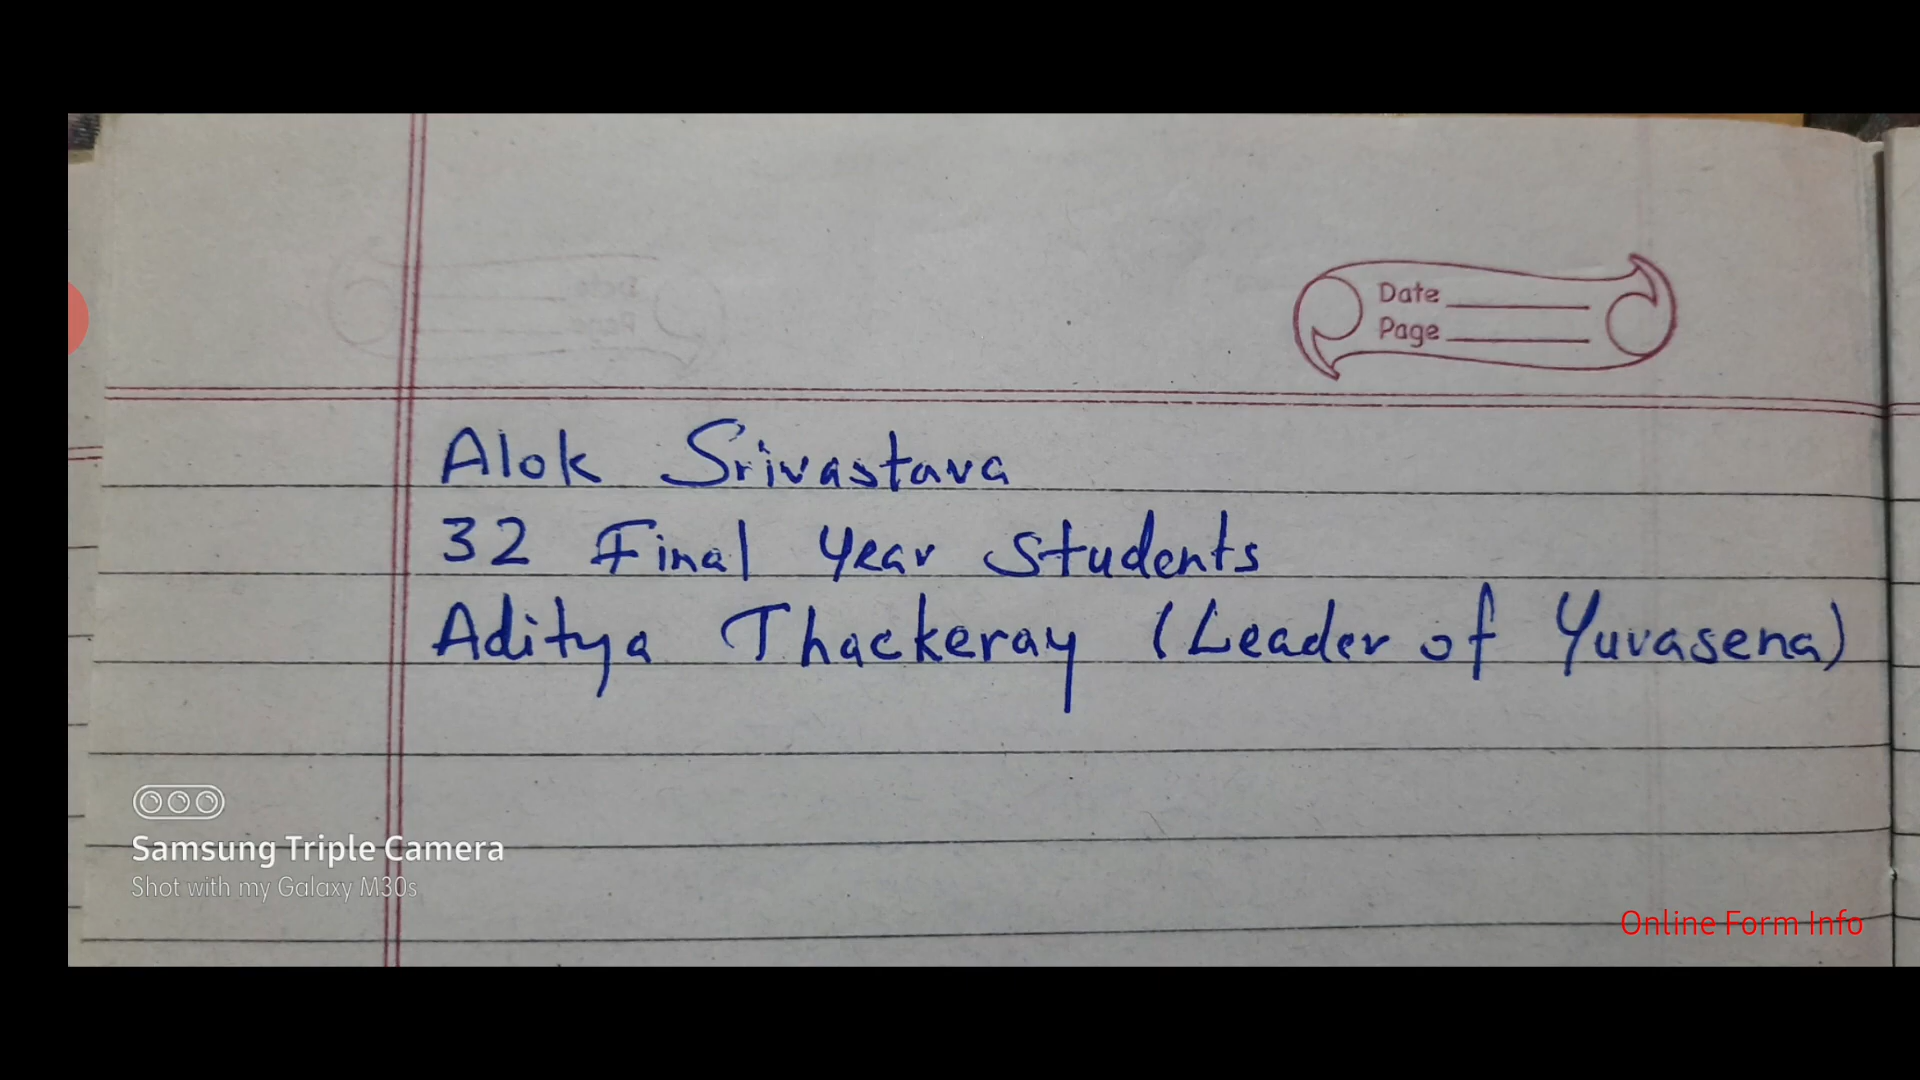 Date
Page
Alok Srivastava
32 Final Year Students
Aditya Thackeray (Leader of Yuvasena)
Samsung Triple Camera
Shot with my Galaxy M30s
Online Form Info